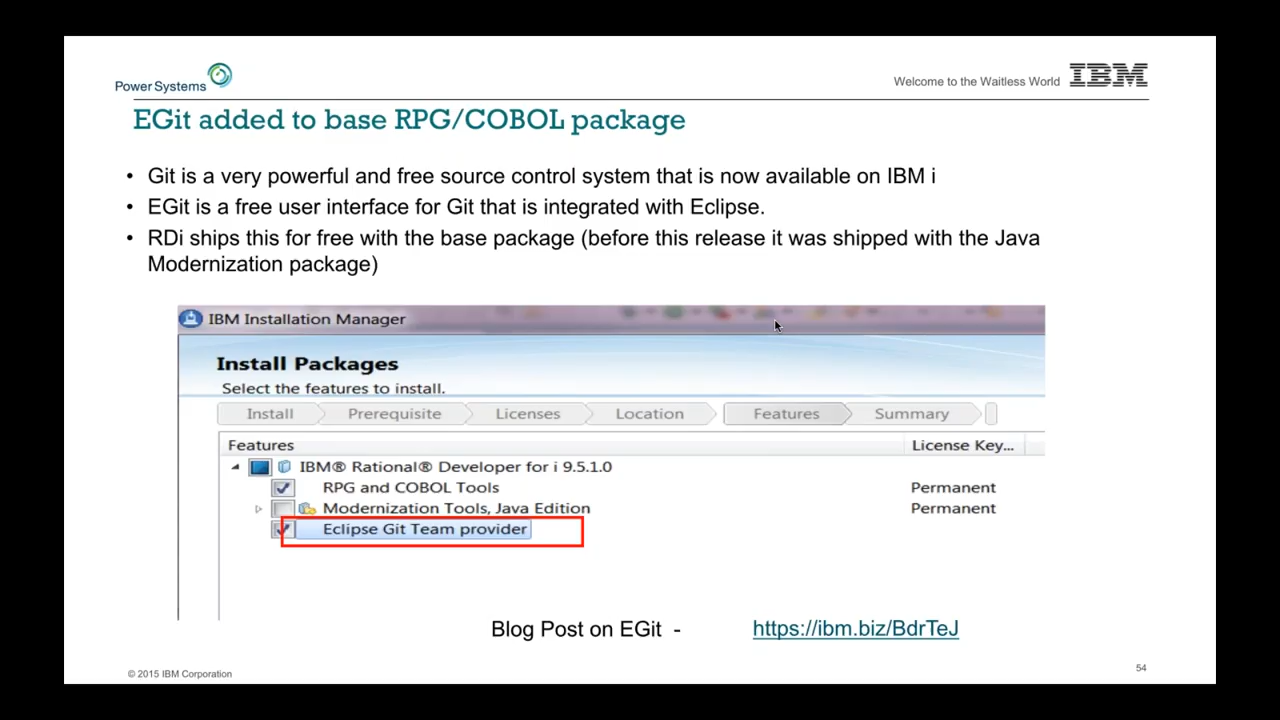 Power Systems
Welcome to the Waitless World
IBM
EGit added to base RPG/COBOL package
• Git is a very powerful and free source control system that is now available on IBM i
• EGit is a free user interface for Git that is integrated with Eclipse.
• RDi ships this for free with the base package (before this release it was shipped with the Java
Modernization package)
IBM Installation Manager
Install Packages
Select the features to install.
Install Prerequisite Licenses Location Features Summary
Features License Key...
IBM® Rational® Developer for i 9.5.1.0
RPG and COBOL Tools Permanent
Modernization Tools, Java Edition Permanent
Eclipse Git Team provider
Blog Post on EGit - https://ibm.biz/BdrTeJ
© 2015 IBM Corporation
54